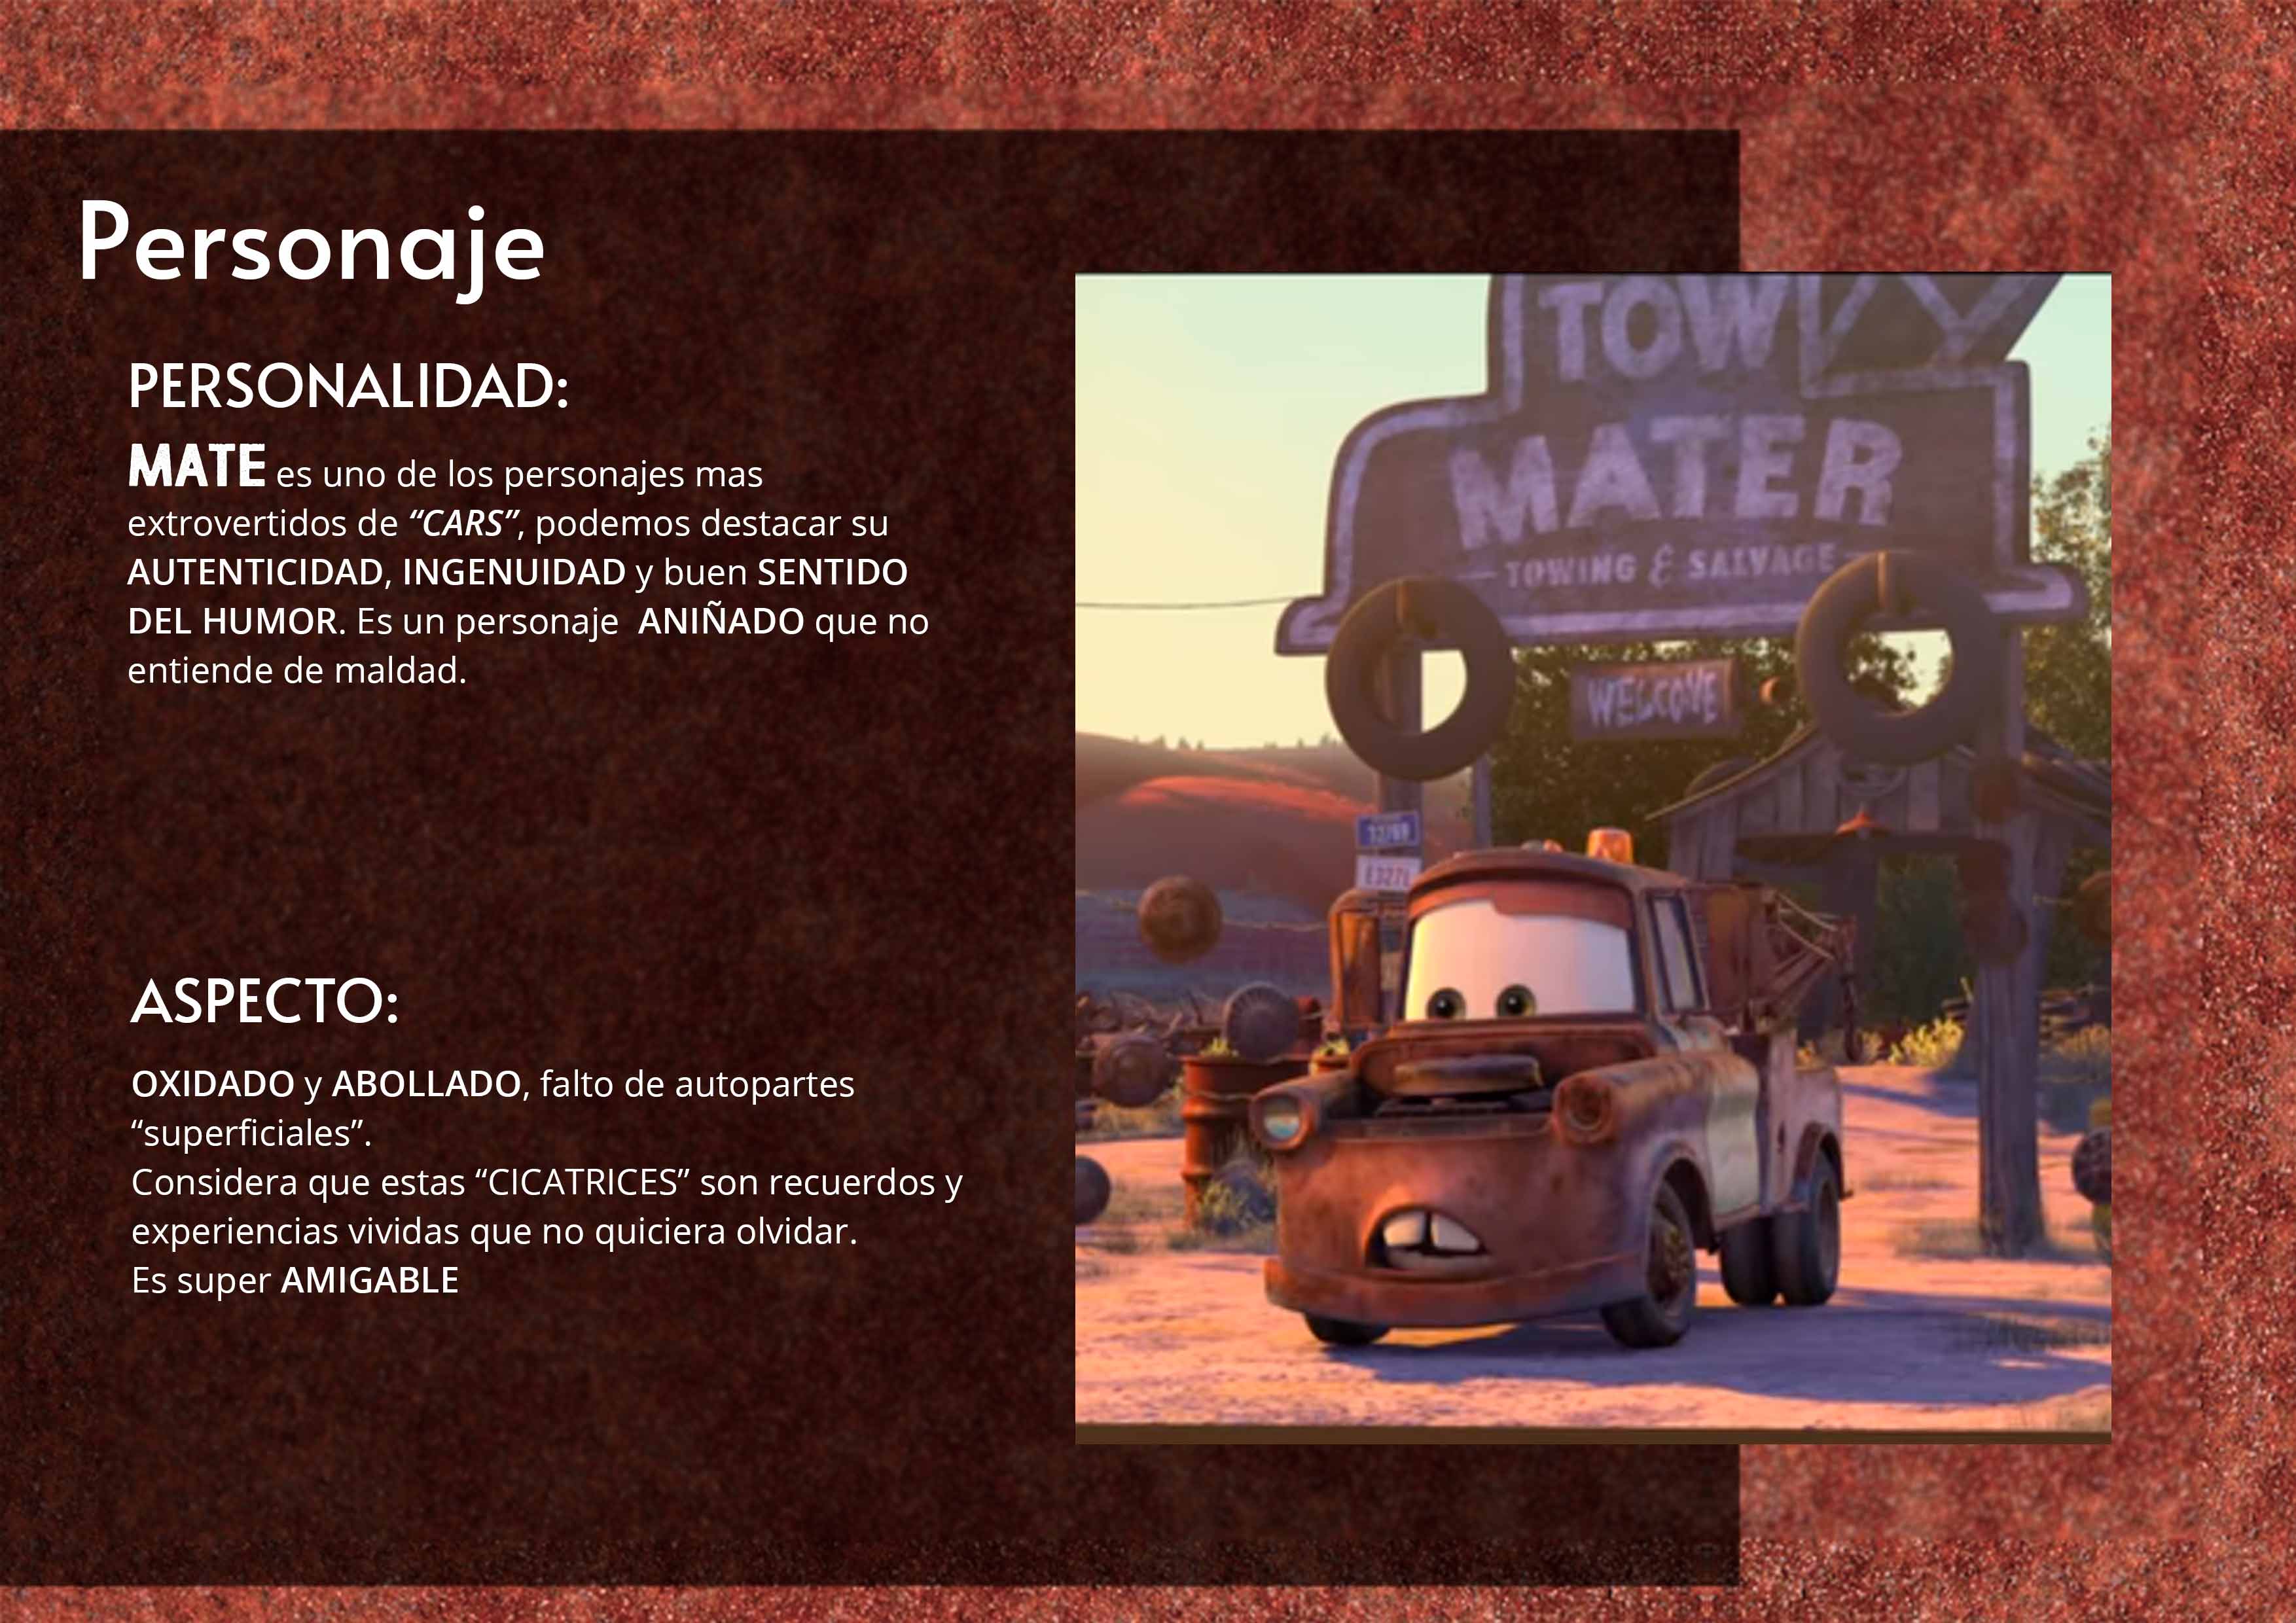 Personaje
PERSONALIDAD:
MATE es uno de los personajes mas
extrovertidos de “CARS”, podemos destacar su
AUTENTICIDAD, INGENUIDAD y buen SENTIDO
DEL HUMOR. Es un personaje  ANIÑADO que no
entiende de maldad.
ASPECTO:
OXIDADO y ABOLLADO, falto de autopartes
“superficiales”.
Considera que estas “CICATRICES” son recuerdos y
experiencias vividas que no quiciera olvidar.
Es super AMIGABLE
TOW
MATER
TOWING & SALVAGE
WELCOME